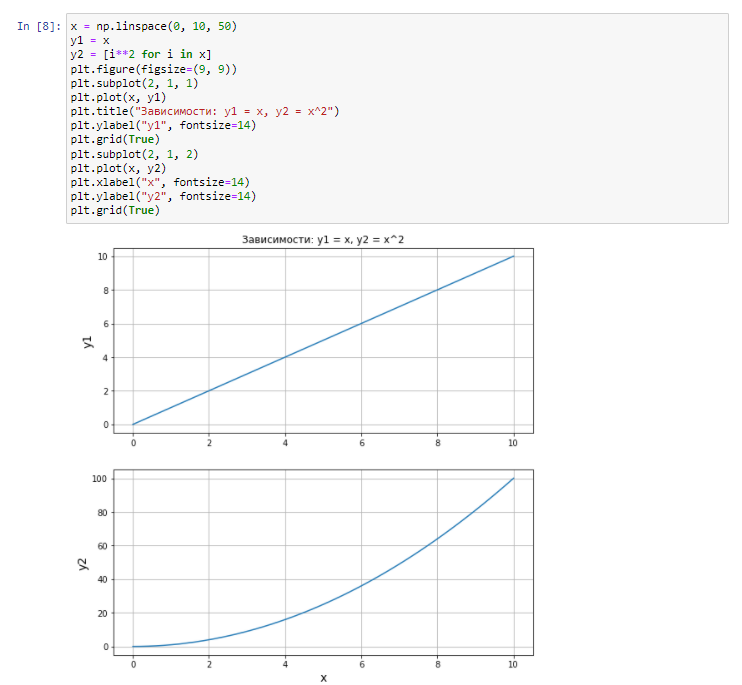 In [8]: x = np.linspace(0, 10, 50)
y1 = x
y2 = [i**2 for i in x]
plt.figure(figsize=(9, 9))
plt.subplot(2, 1, 1)
plt.plot(x, y1)
plt.title("Зависимости: y1 = x, y2 = x^2")
plt.ylabel("y1", fontsize=14)
plt.grid(True)
plt.subplot(2, 1, 2)
plt.plot(x, y2)
plt.xlabel("x", fontsize=14)
plt.ylabel("y2", fontsize=14)
plt.grid(True)
Зависимости: y1 = x, y2 = x^2
10
8
6
4
2
0
y1
0 2 4 6 8 10
100
80
60
40
20
0
y2
0 2 4 6 8 10
x